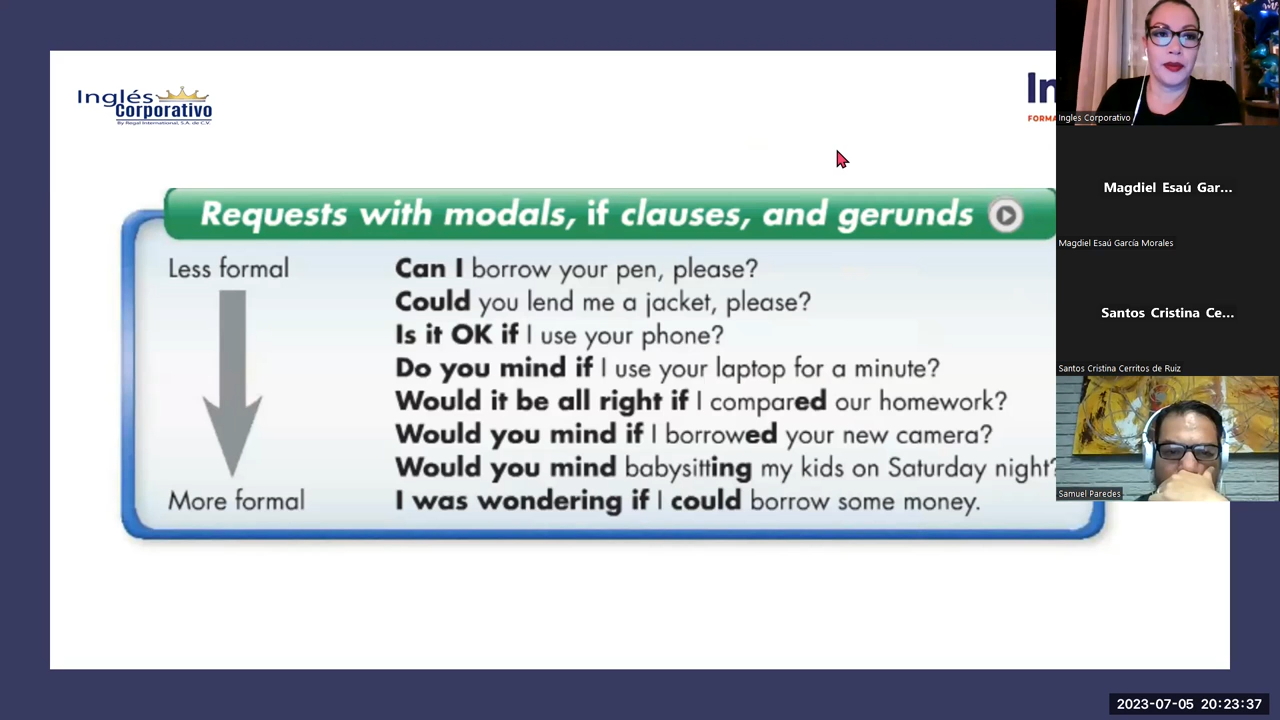 Inglés
Corporativo
By Regal International, S.A. de C.V.
In
FORMA
Requests with modals, if clauses, and gerunds
Less formal
Can I borrow your pen, please?
Could you lend me a jacket, please?
Is it OK if I use your phone?
Do you mind if I use your laptop for a minute?
Would it be all right if I compared our homework?
Would you mind if I borrowed your new camera?
Would you mind babysitting my kids on Saturday night?
More formal
I was wondering if I could borrow some money.
Ingles Corporativo
Magdiel Esaú Gar...
Magdiel Esaú García Morales
Santos Cristina Ce...
Santos Cristina Cerritos de Ruiz
Samuel Paredes
2023-07-05 20:23:37